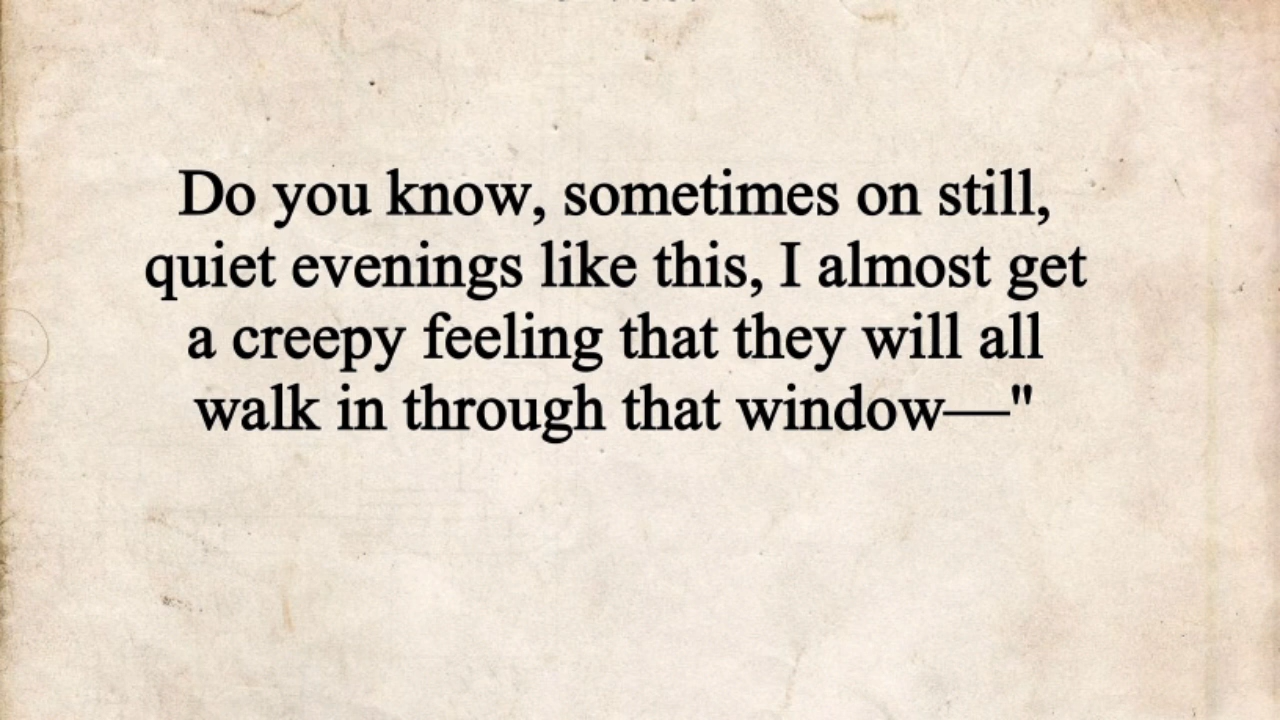 Do you know, sometimes on still,
quiet evenings like this, I almost get
a creepy feeling that they will all
walk in through that window—"